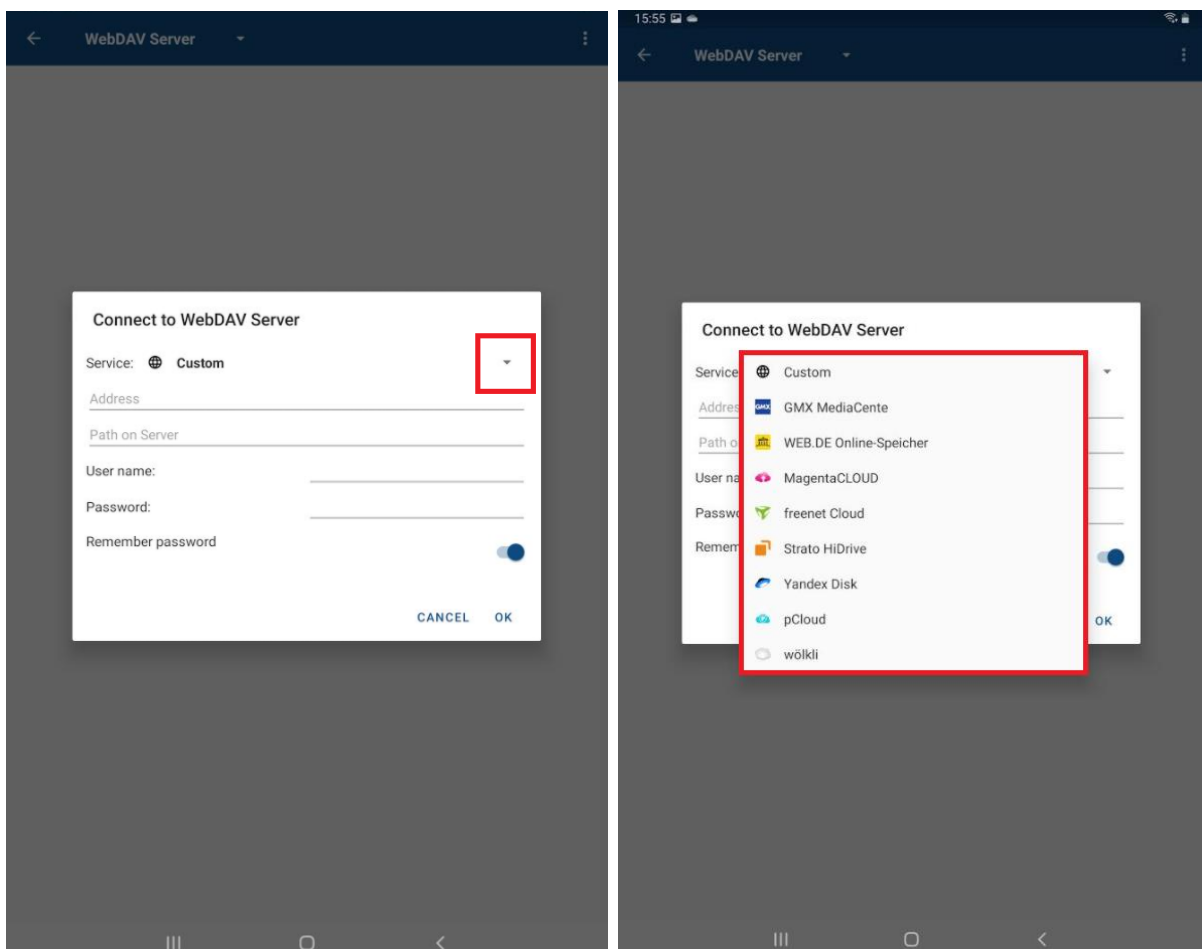 WebDAV Server
Connect to WebDAV Server
Service: Custom
Address
Path on Server
User name:
Password:
Remember password
CANCEL OK
15:55
WebDAV Server
Connect to WebDAV Server
Service Custom
Addres GMX GMX MediaCente
Path o WEB.DE Online-Speicher
User na MagentaCLOUD
Passwo freenet Cloud
Remem Strato HiDrive
Yandex Disk
pCloud OK
wölkli